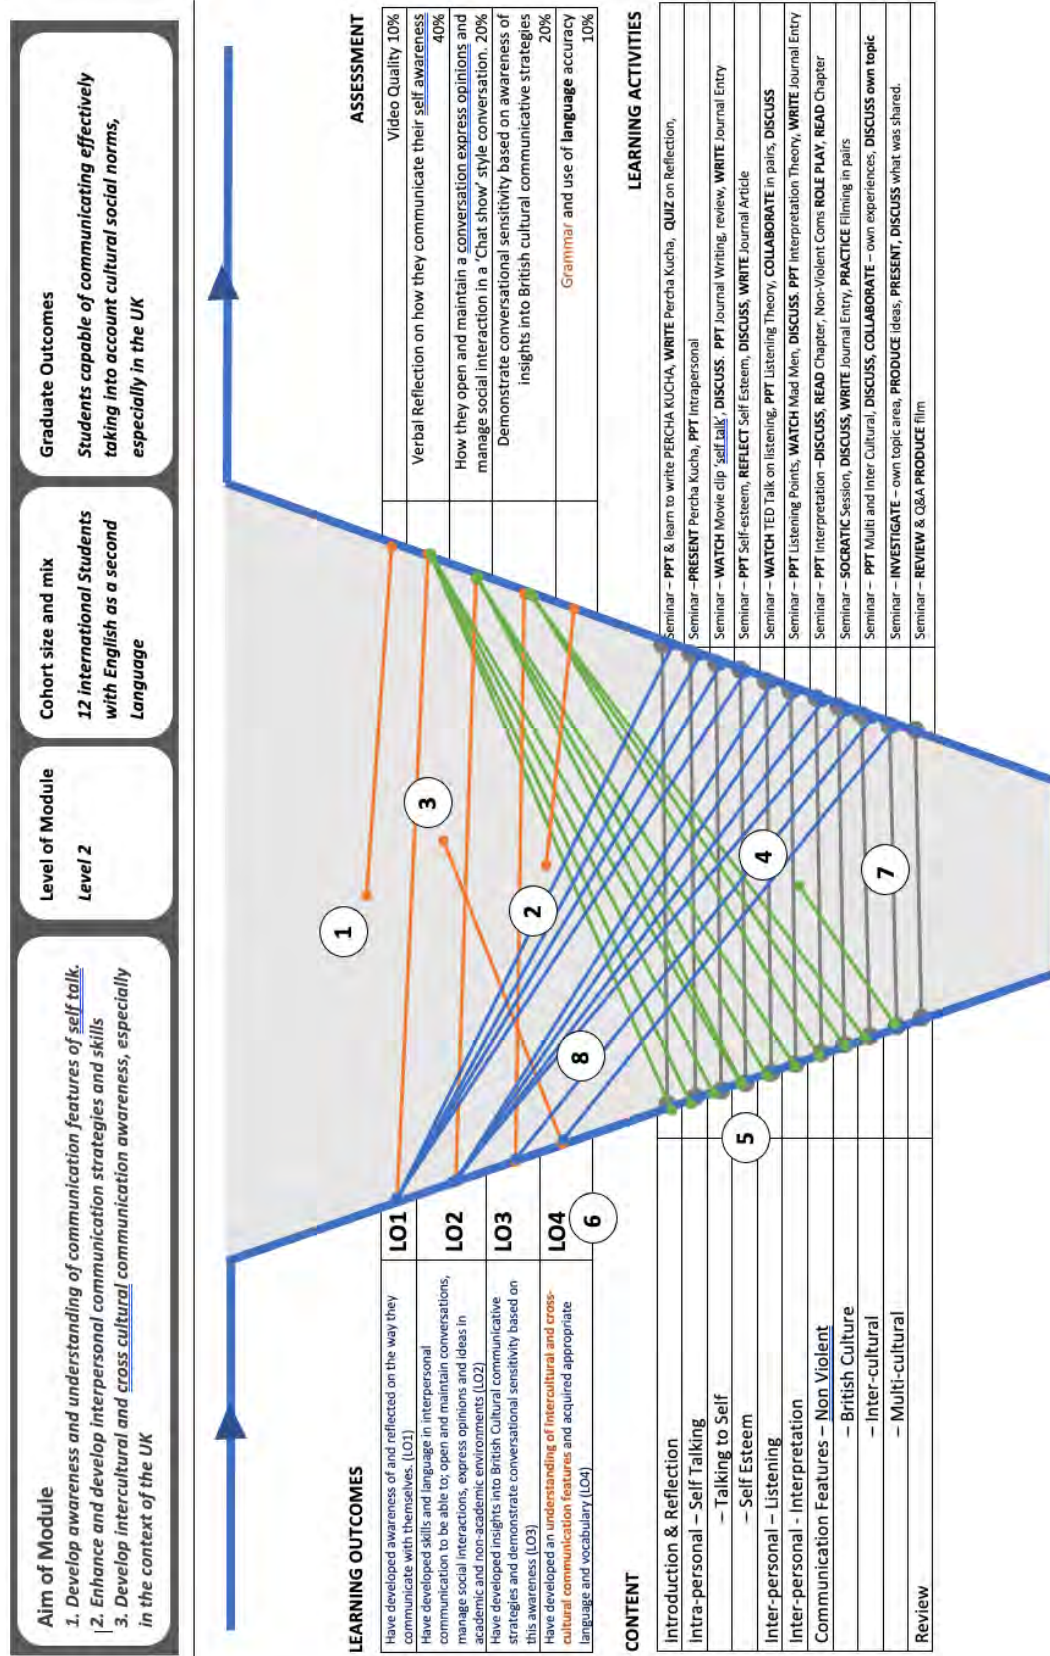 Aim of Module
1. Develop awareness and understanding of communication features of self talk.
2. Enhance and develop interpersonal communication strategies and skills
3. Develop intercultural and cross cultural communication awareness, especially
in the context of the UK
Level of Module
Level 2
Cohort size and mix
12 international Students
with English as a second
Language
Graduate Outcomes
Students capable of communicating effectively
taking into account cultural social norms,
especially in the UK
LEARNING OUTCOMES
Have developed awareness of and reflected on the way they
communicate with themselves. (LO1)
LO1
Have developed skills and language in interpersonal
communication to be able to; open and maintain conversations,
manage social interactions, express opinions and ideas in
academic and non-academic environments (LO2)
LO2
Have developed insights into British Cultural communicative
strategies and demonstrate conversational sensitivity based on
this awareness (LO3)
LO3
Have developed an understanding of intercultural and cross-
cultural communication features and acquired appropriate
language and vocabulary (LO4)
LO4
ASSESSMENT
Video Quality 10%
Verbal Reflection on how they communicate their self awareness
40%
How they open and maintain a conversation express opinions and
manage social interaction in a 'Chat show' style conversation. 20%
Demonstrate conversational sensitivity based on awareness of
insights into British cultural communicative strategies
20%
Grammar and use of language accuracy
10%
1
2
3
4
5
6
7
8
CONTENT
Introduction & Reflection
Intra-personal – Self Talking
– Talking to Self
– Self Esteem
Inter-personal – Listening
Inter-personal - Interpretation
Communication Features – Non Violent
– British Culture
– Inter-cultural
– Multi-cultural
Review
LEARNING ACTIVITIES
Seminar – PPT & learn to write PERCHA KUCHA, WRITE Percha Kucha, QUIZ on Reflection,
Seminar –PRESENT Percha Kucha, PPT Intrapersonal
Seminar – WATCH Movie clip 'self talk', DISCUSS. PPT Journal Writing, review, WRITE Journal Entry
Seminar – PPT Self-esteem, REFLECT Self Esteem, DISCUSS, WRITE Journal Article
Seminar – WATCH TED Talk on listening, PPT Listening Theory, COLLABORATE in pairs, DISCUSS
Seminar – PPT Listening Points, WATCH Mad Men, DISCUSS. PPT Interpretation Theory, WRITE Journal Entry
Seminar - PPT Interpretation –DISCUSS, READ Chapter, Non-Violent Coms ROLE PLAY, READ Chapter
Seminar – SOCRATIC Session, DISCUSS, WRITE Journal Entry, PRACTICE Filming in pairs
Seminar – PPT Multi and Inter Cultural, DISCUSS, COLLABORATE – own experiences, DISCUSS own topic
Seminar – INVESTIGATE – own topic area, PRODUCE Ideas, PRESENT, DISCUSS what was shared.
Seminar - REVIEW & Q&A PRODUCE film